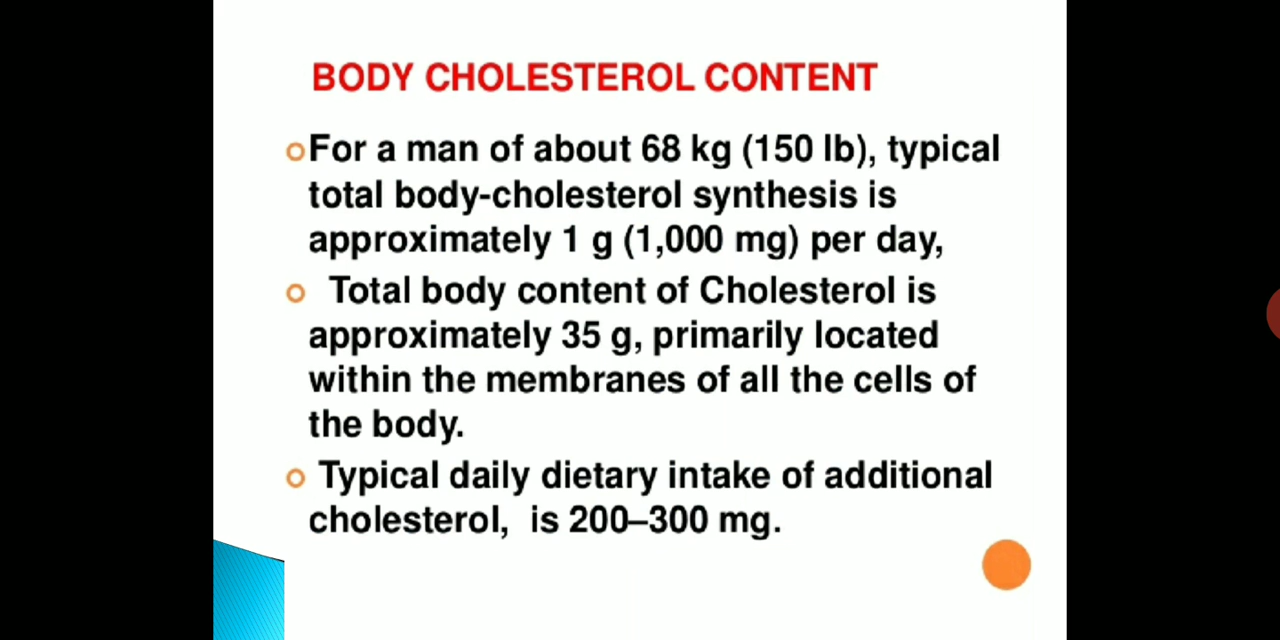 BODY CHOLESTEROL CONTENT
For a man of about 68 kg (150 lb), typical
total body-cholesterol synthesis is
approximately 1 g (1,000 mg) per day,
Total body content of Cholesterol is
approximately 35 g, primarily located
within the membranes of all the cells of
the body.
Typical daily dietary intake of additional
cholesterol, is 200–300 mg.